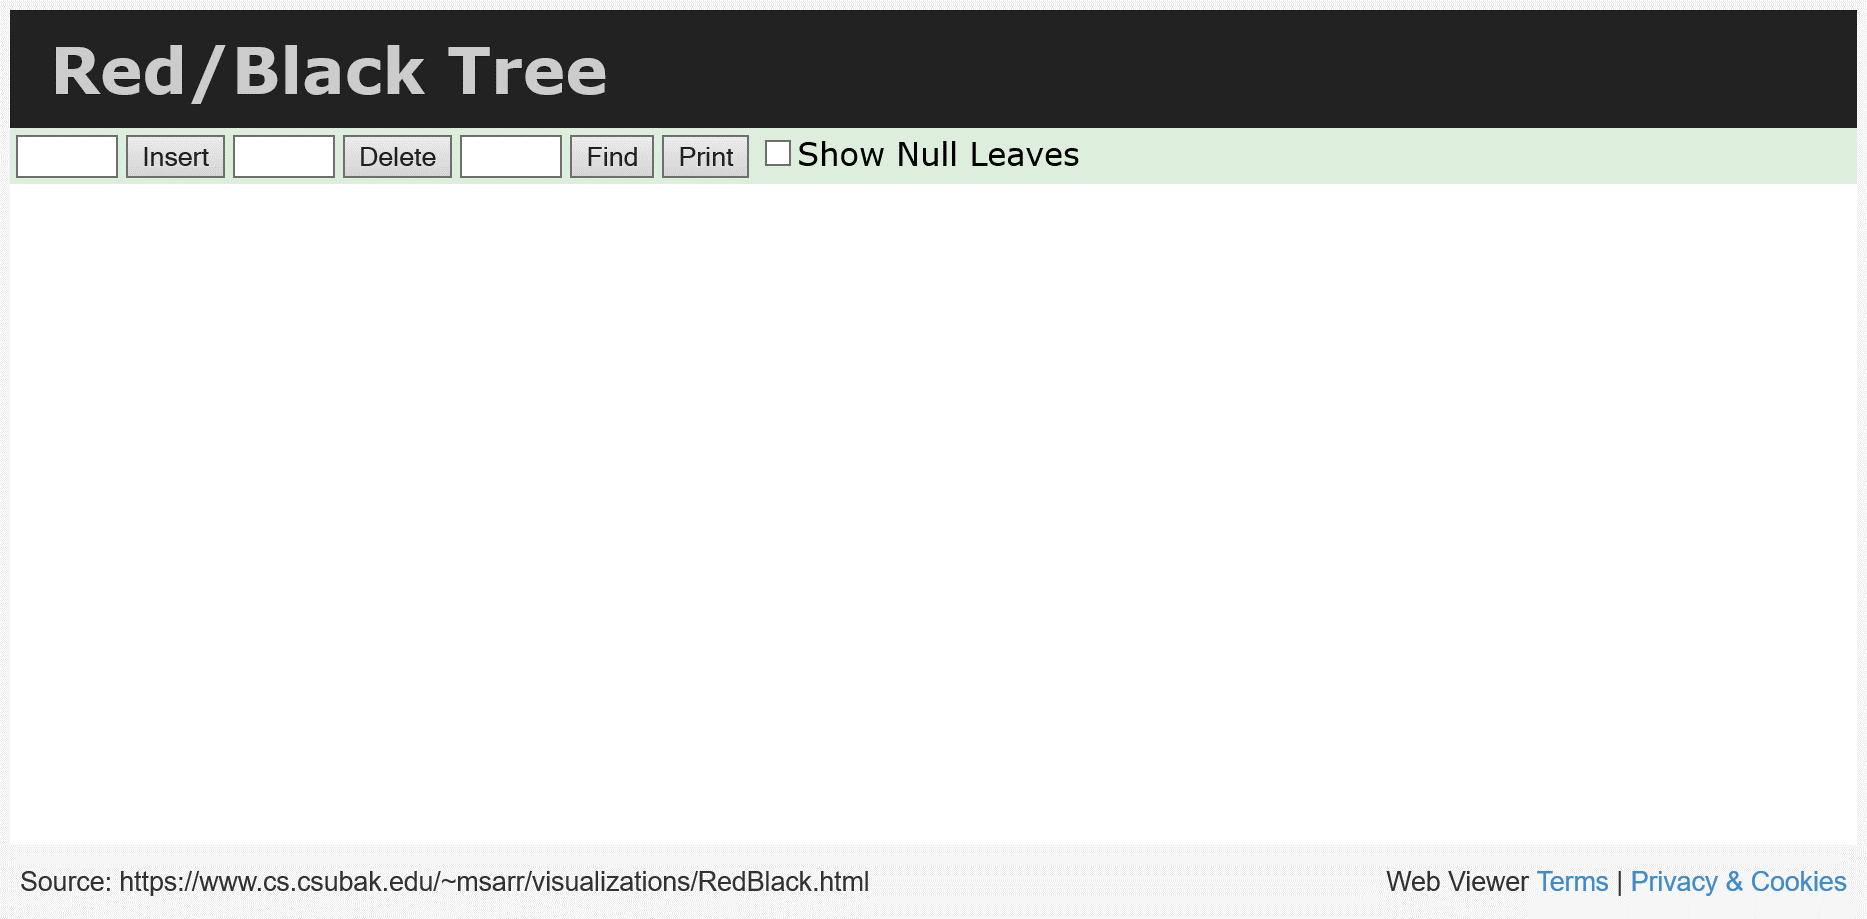 Red/Black Tree
Insert Delete Find Print Show Null Leaves
Source: https://www.cs.csubak.edu/~msarr/visualizations/RedBlack.html Web Viewer Terms | Privacy & Cookies